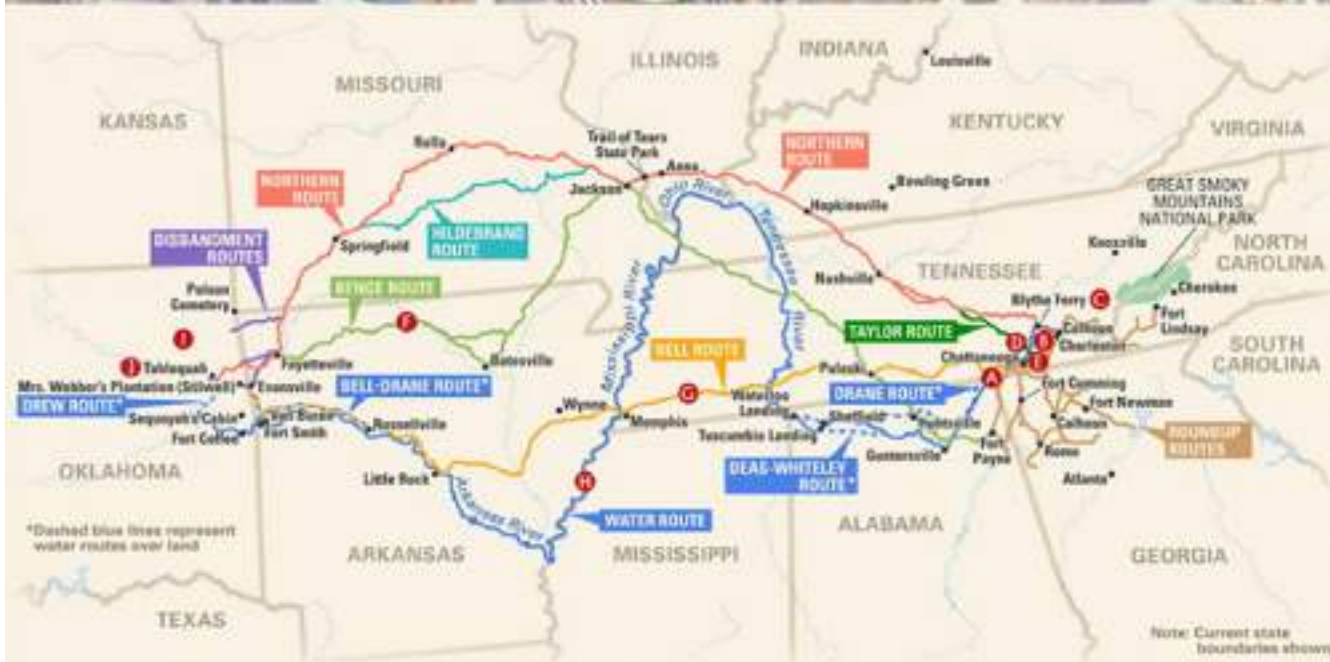 INDIANA
ILLINOIS
Louisville
MISSOURI
KANSAS
KENTUCKY
VIRGINIA
Trail of Tears
State Park
Rolla
NORTHERN
ROUTE
Anna
Jackson
Bowling Green
GREAT SMOKY
MOUNTAINS
NATIONAL PARK
NORTHERN
ROUTE
Ohio River
Hopkinsville
HILDEBRAND
ROUTE
Springfield
DISBANDMENT
ROUTES
Tennessee River
Knoxville
NORTH
CAROLINA
Nashville
TENNESSEE
Cherokee
Mississippi River
BENGE ROUTE
Cemetery
Blythe Ferry
C
Fort
Lindsay
F
TAYLOR ROUTE
D
B
Calhoun
Charleston
SOUTH
CAROLINA
Chattanooga
E
BELL ROUTE
Pulaski
Batesville
Fayetteville
Tahlequah
Mrs. Webber's Plantation (Stilwell)
Evansville
BELL-DRANE ROUTE*
DREW ROUTE*
A
DRANE ROUTE*
Fort Cumming
Fort Newman
G
Waterloo
Landing
Wynne
Memphis
Sequoyah's Cabin
Van Buren
Fort Coffee
Fort Smith
Russellville
Sheffield
Huntsville
Tuscumbia Landing
Calhoun
Guntersville
Fort
Payne
Rome
ROUNDUP
ROUTES
DEAS-WHITELEY
ROUTE*
Atlanta
OKLAHOMA
Little Rock
H
Arkansas River
WATER ROUTE
ALABAMA
*Dashed blue lines represent
water routes over land
ARKANSAS
MISSISSIPPI
GEORGIA
TEXAS
Note: Current state
boundaries shown